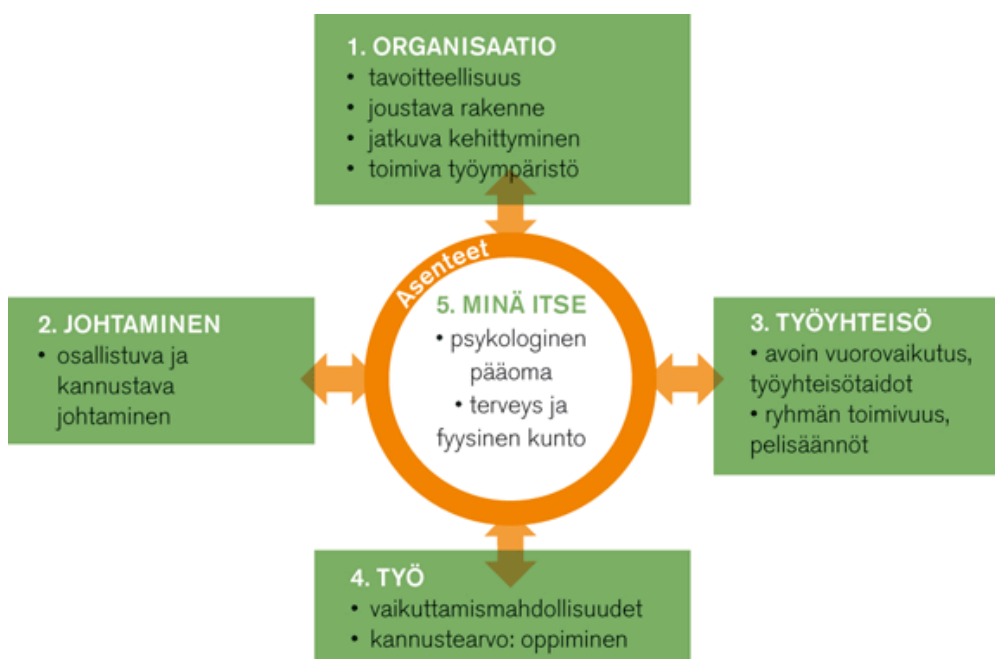 1. ORGANISAATIO
• tavoitteellisuus
• joustava rakenne
• jatkuva kehittyminen
• toimiva työympäristö
Asenteet
2. JOHTAMINEN
• osallistuva ja
kannustava
johtaminen
5. MINÄ ITSE
• psykologinen
pääoma
• terveys ja
fyysinen kunto
3. TYÖYHTEISÖ
• avoin vuorovaikutus,
työyhteisötaidot
• ryhmän toimivuus,
pelisäännöt
4. TYÖ
• vaikuttamismahdollisuudet
• kannustearvo: oppiminen